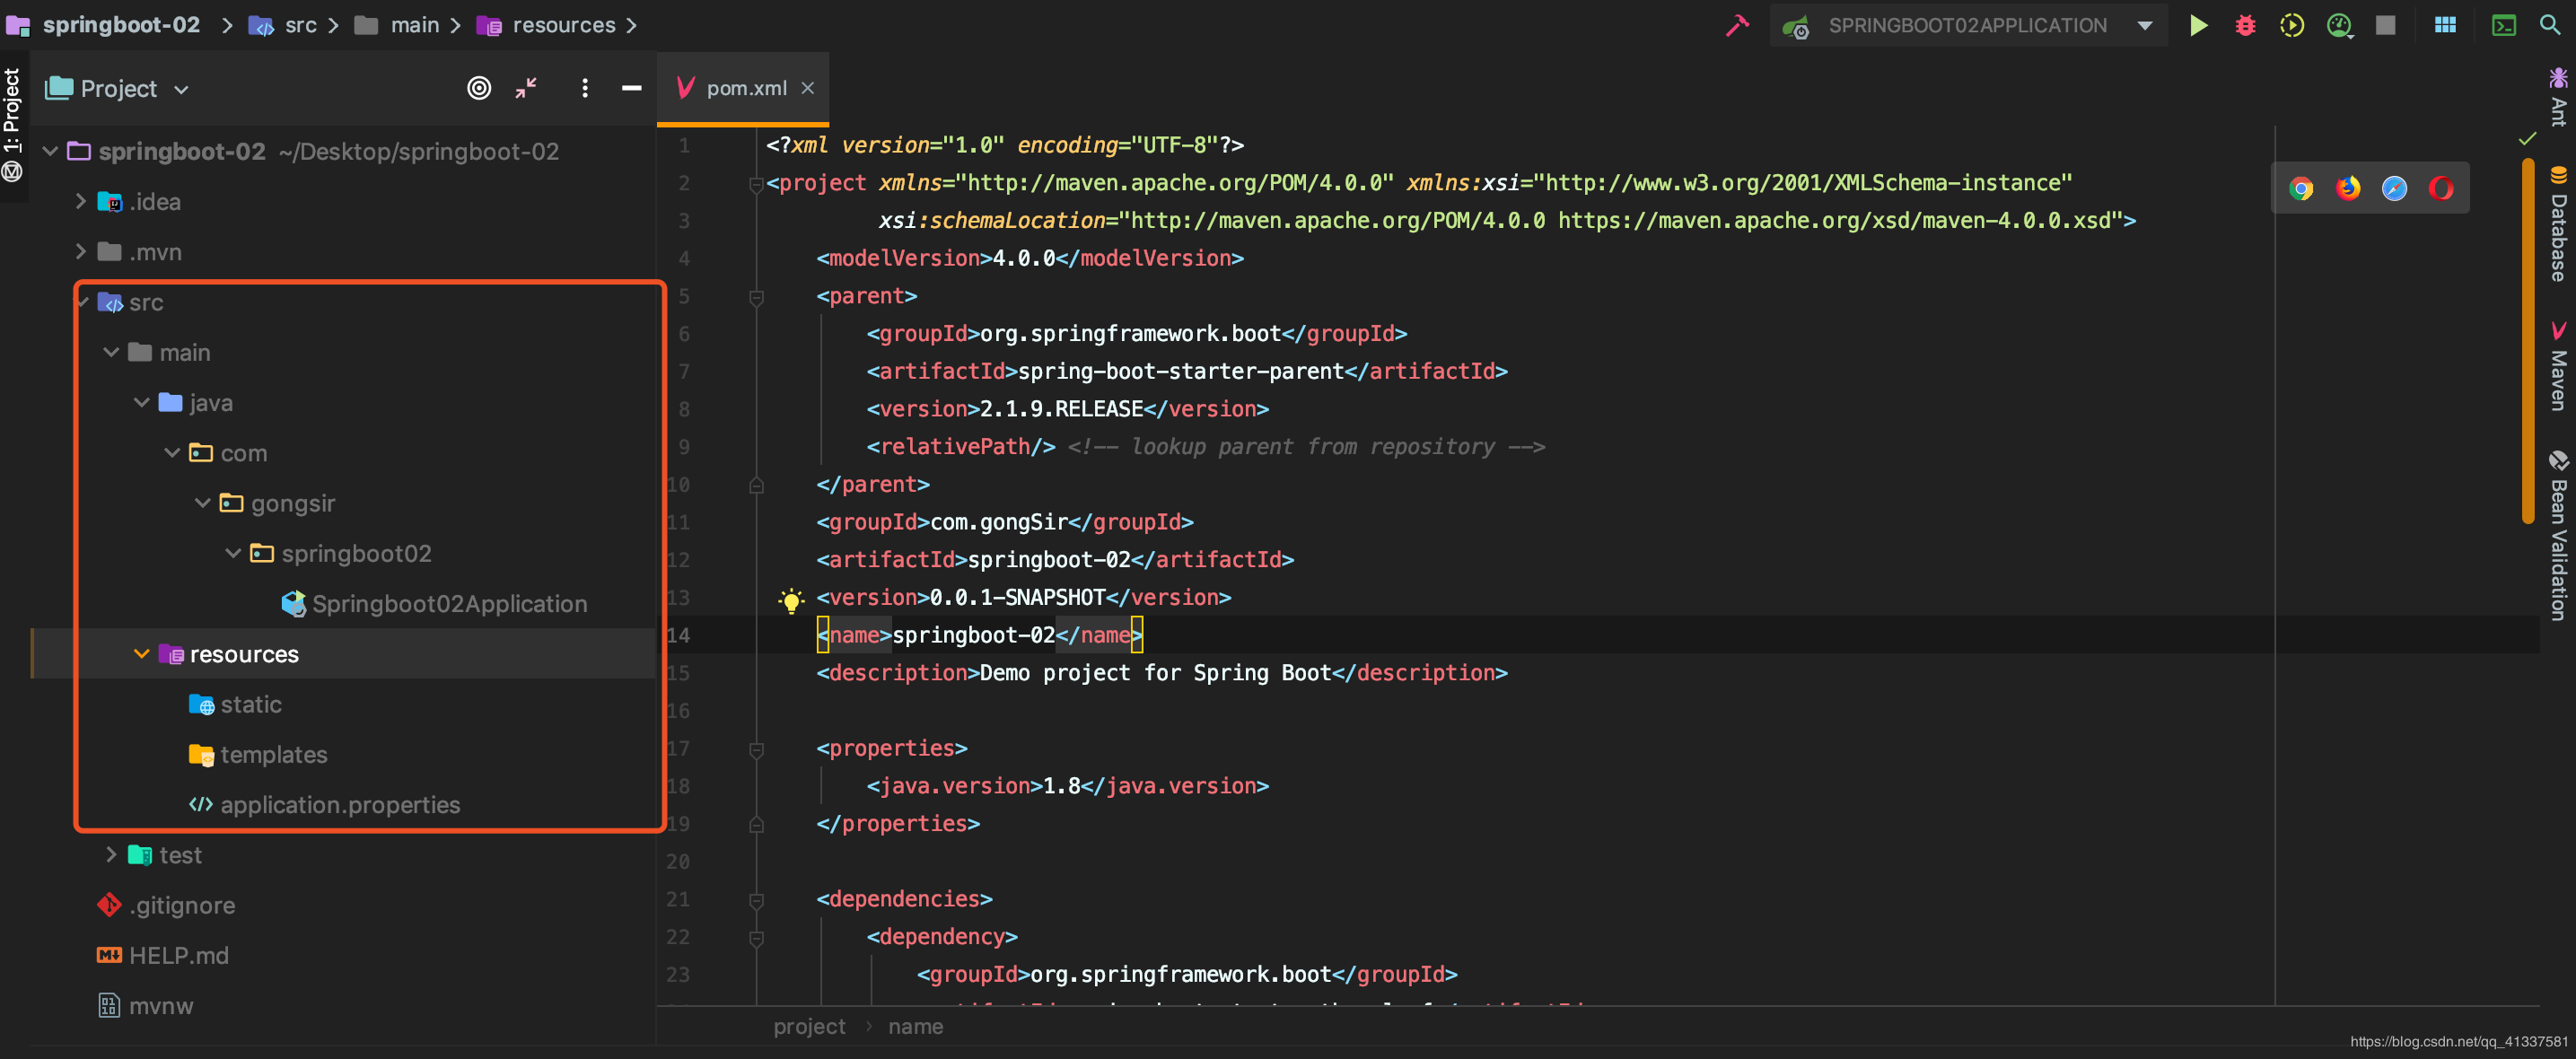 springboot-02 > src > main > resources >
SPRINGBOOT02APPLICATION
1: Project
Project
pom.xml
springboot-02 ~/Desktop/springboot-02
.idea
.mvn
src
main
java
com
gongsir
springboot02
Springboot02Application
resources
static
templates
application.properties
test
.gitignore
HELP.md
mvnw
1 <?xml version="1.0" encoding="UTF-8"?>
2 <project xmlns="http://maven.apache.org/POM/4.0.0" xmlns:xsi="http://www.w3.org/2001/XMLSchema-instance"
3 xsi:schemaLocation="http://maven.apache.org/POM/4.0.0 https://maven.apache.org/xsd/maven-4.0.0.xsd">
4 <modelVersion>4.0.0</modelVersion>
5 <parent>
6 <groupId>org.springframework.boot</groupId>
7 <artifactId>spring-boot-starter-parent</artifactId>
8 <version>2.1.9.RELEASE</version>
9 <relativePath/> <!-- lookup parent from repository -->
10 </parent>
11 <groupId>com.gongSir</groupId>
12 <artifactId>springboot-02</artifactId>
13 <version>0.0.1-SNAPSHOT</version>
14 <name>springboot-02</name>
15 <description>Demo project for Spring Boot</description>
16
17 <properties>
18 <java.version>1.8</java.version>
19 </properties>
20
21 <dependencies>
22 <dependency>
23 <groupId>org.springframework.boot</groupId>
project > name
Ant
Database
Maven
Bean Validation
https://blog.csdn.net/qq_41337581